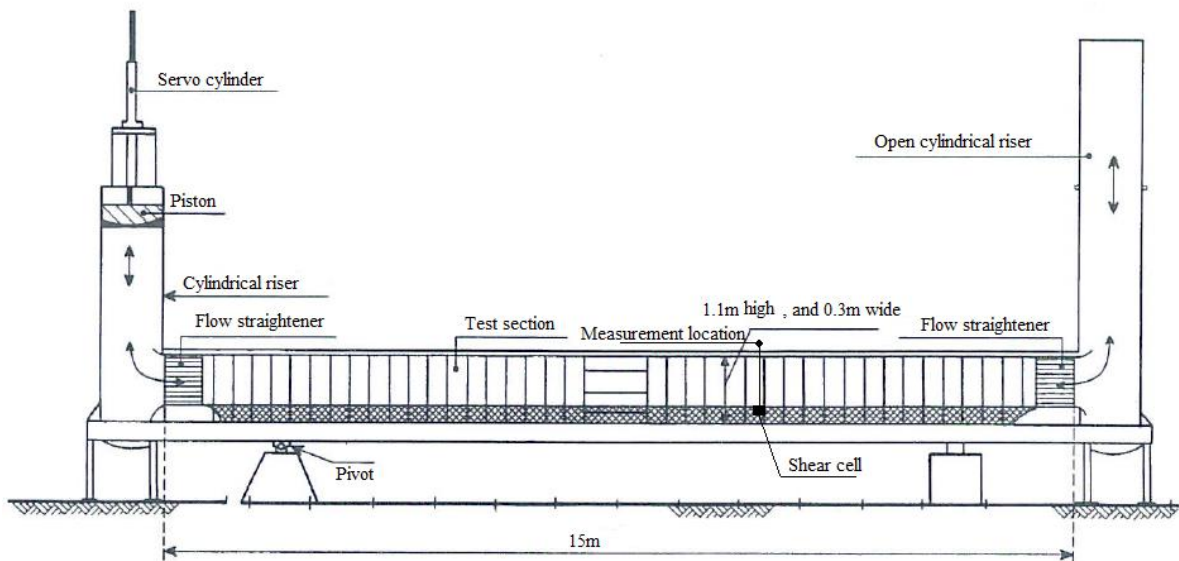 Servo cylinder
Open cylindrical riser
Piston
Cylindrical riser
1.1m high , and 0.3m wide
Flow straightener
Test section
Measurement location
Flow straightener
Shear cell
Pivot
15m